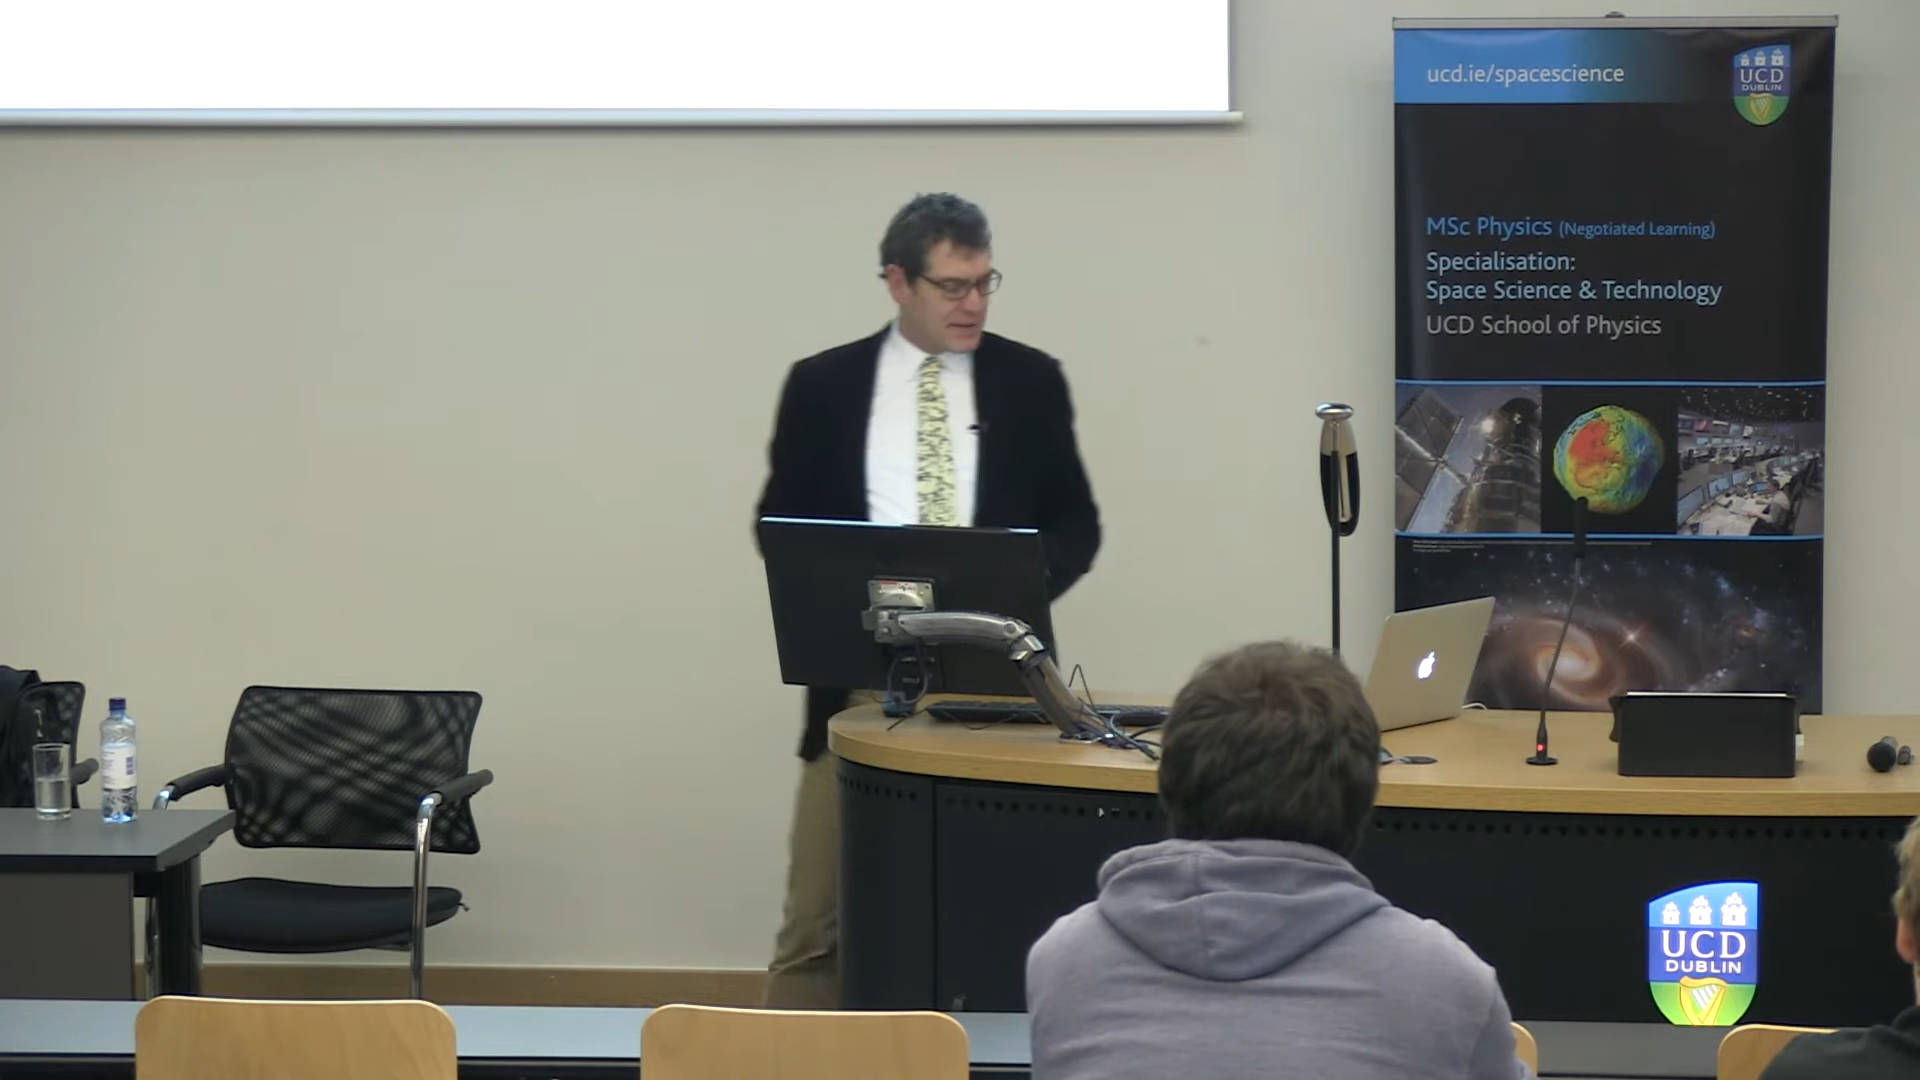 ucd.ie/spacescience
UCD
DUBLIN
MSc Physics (Negotiated Learning)
Specialisation:
Space Science & Technology
UCD School of Physics
UCD
DUBLIN